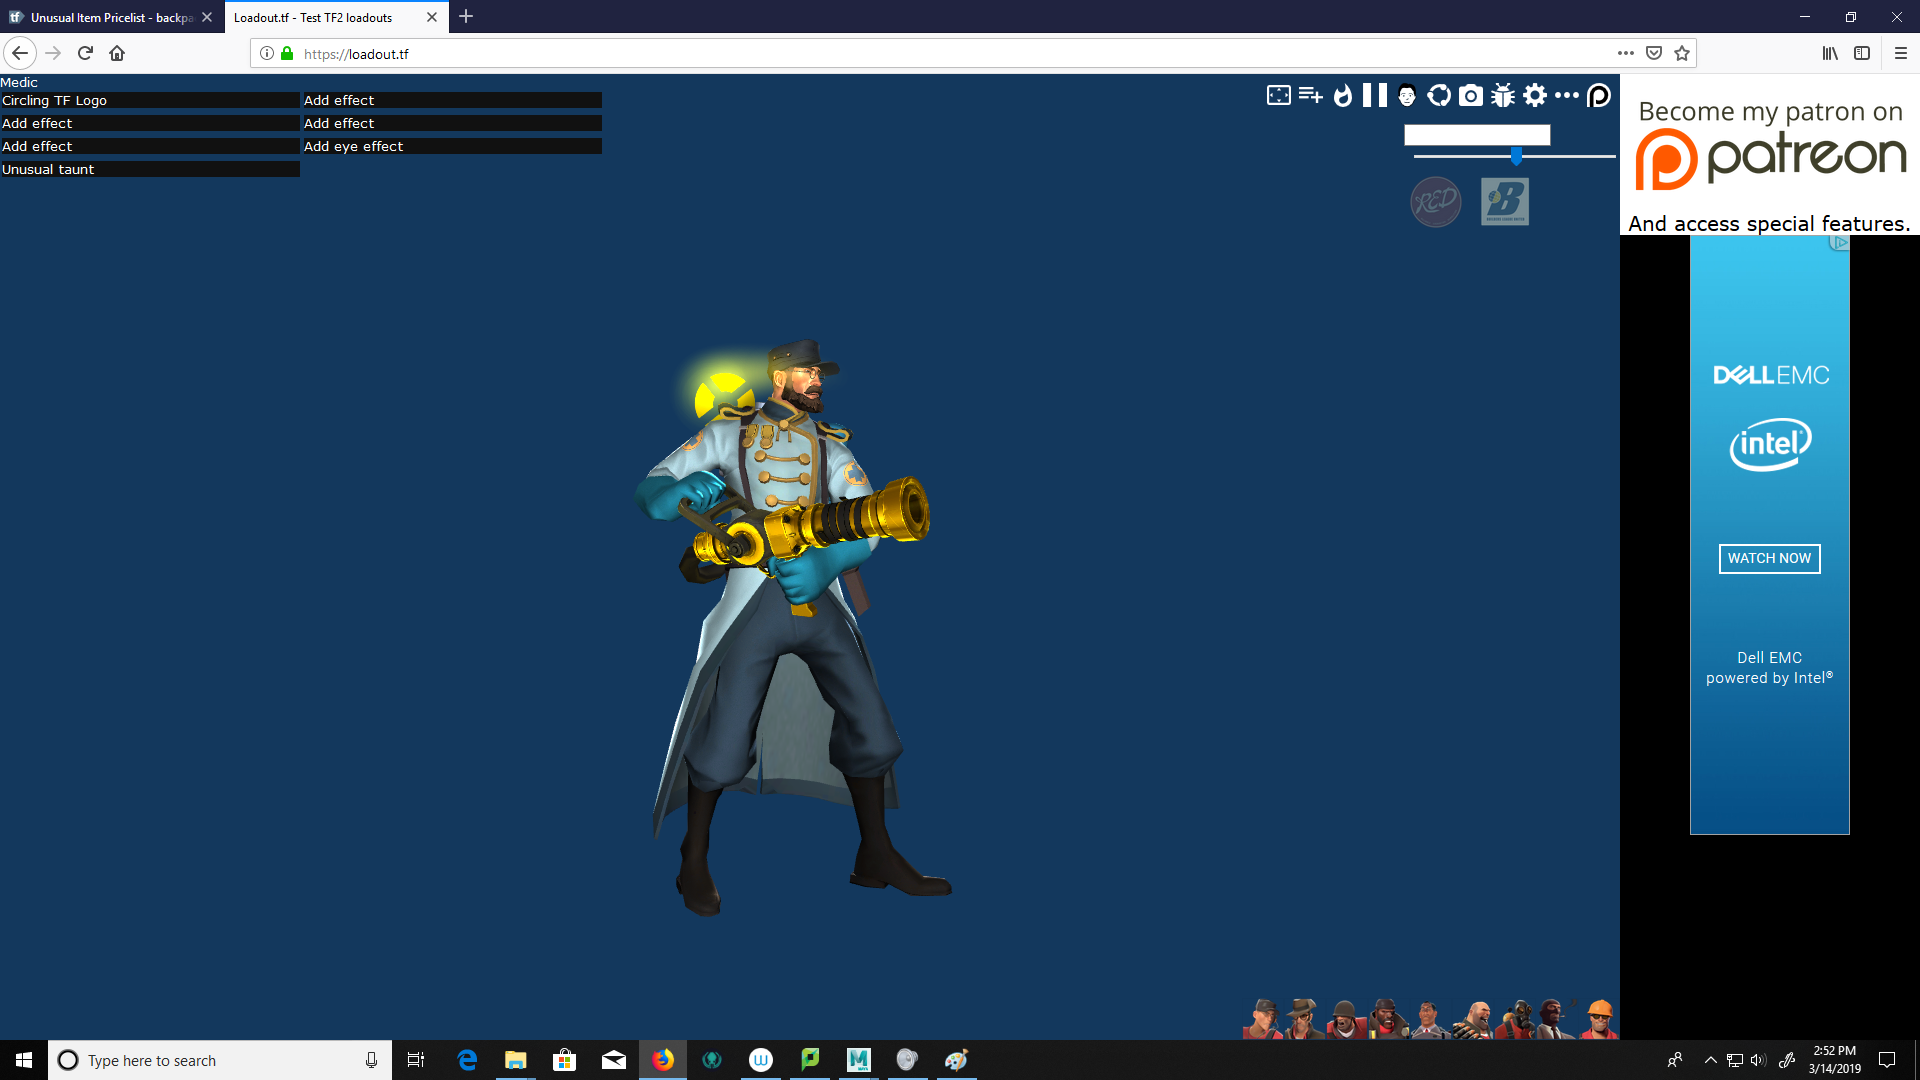 Unusual Item Pricelist - backpa
Loadout.tf - Test TF2 loadouts
https://loadout.tf
Medic
Circling TF Logo
Add effect
Add effect
Add effect
Add effect
Add eye effect
Unusual taunt
RED
B
Become my patron on
patreon
And access special features.
DELLEMC
intel
WATCH NOW
Dell EMC
powered by Intel®
Type here to search
2:52 PM
3/14/2019